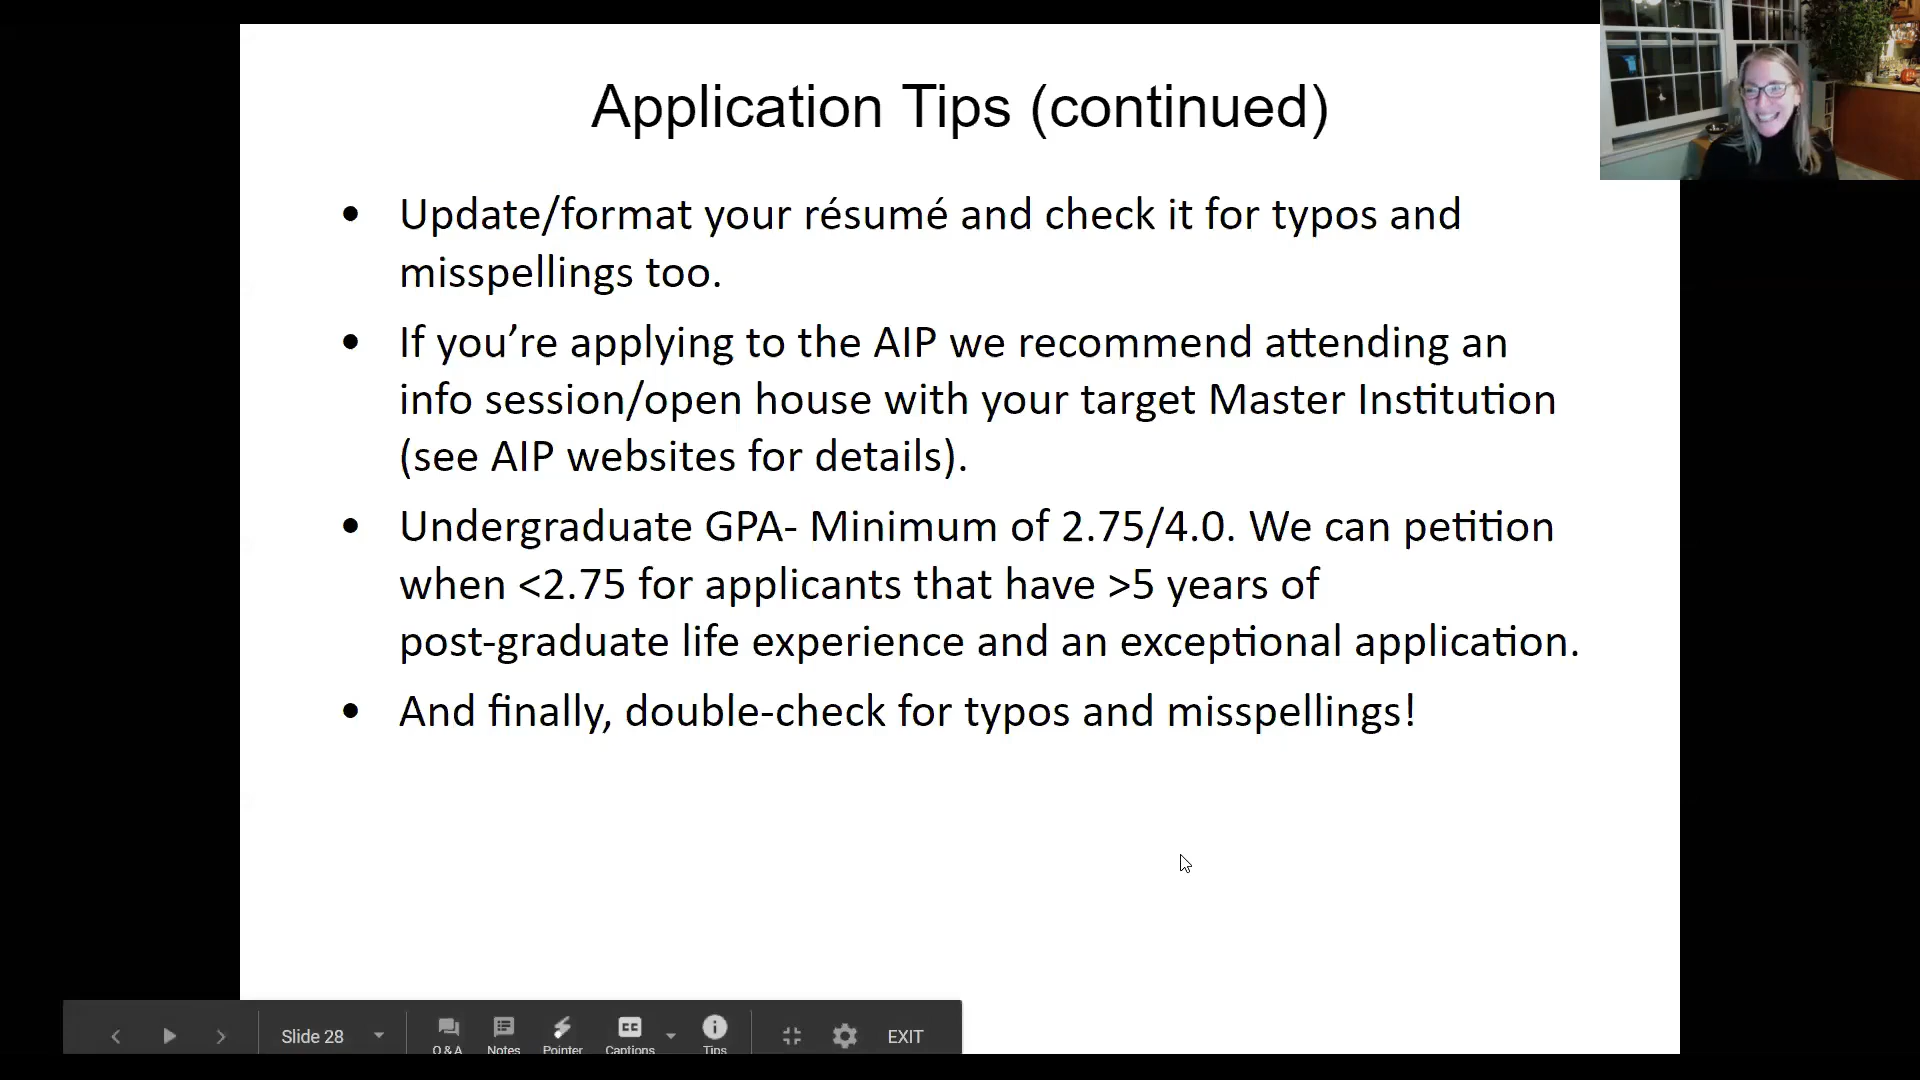 Application Tips (continued)
• Update/format your résumé and check it for typos and
misspellings too.
• If you’re applying to the AIP we recommend attending an
info session/open house with your target Master Institution
(see AIP websites for details).
• Undergraduate GPA- Minimum of 2.75/4.0. We can petition
when <2.75 for applicants that have >5 years of
post-graduate life experience and an exceptional application.
• And finally, double-check for typos and misspellings!
Slide 28
Q & A
Notes
Pointer
CC
Captions
Tips
EXIT